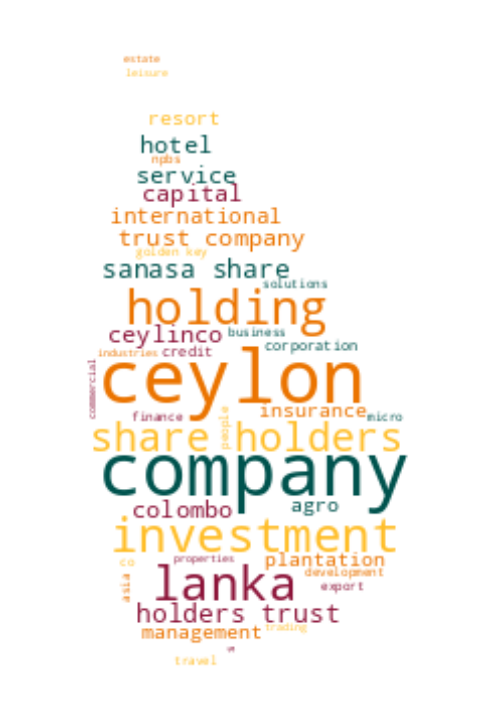 estate
leisure
resort
hotel
npbs
service
capital
international
trust company
golden key
sanasa share
solutions
holding
ceylinco business
corporation
industries credit
ceylon
commercial
finance
people
insurance micro
share holders
company
colombo agro
investment
properties
co plantation
development
asia
lanka export
holders trust
management trading
travel